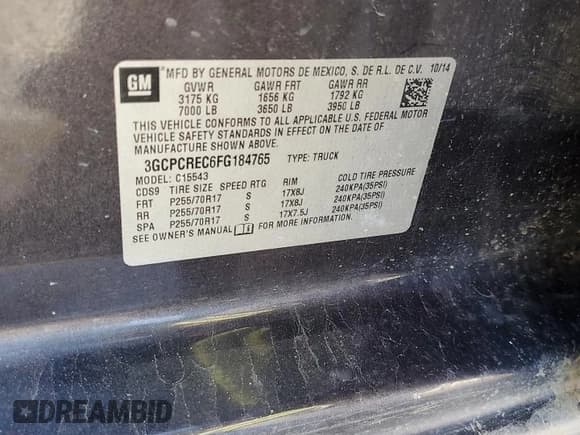 GM
MFD BY GENERAL MOTORS DE MEXICO, S. DE R.L. DE C.V. 10/14
GVWR GAWR FRT GAWR RR
3175 KG 1656 KG 1792 KG
7000 LB 3650 LB 3950 LB
THIS VEHICLE CONFORMS TO ALL APPLICABLE U.S. FEDERAL MOTOR
VEHICLE SAFETY STANDARDS IN EFFECT ON THE DATE OF
MANUFACTURE SHOWN ABOVE.
3GCPCREC6FG184765 TYPE: TRUCK
MODEL: C15543
CDS9 TIRE SIZE SPEED RTG RIM COLD TIRE PRESSURE
FRT P255/70R17 S 17X8J 240KPA(35PSI)
RR P255/70R17 S 17X8J 240KPA(35PSI)
SPA P255/70R17 S 17X7.5J 240KPA(35PSI)
SEE OWNER'S MANUAL FOR MORE INFORMATION.
DREAMBID